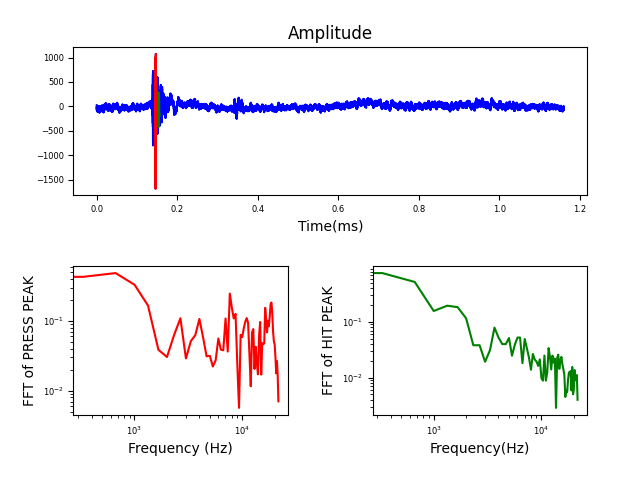 Amplitude
1000
500
0
−500
−1000
−1500
0.0 0.2 0.4 0.6 0.8 1.0 1.2
Time(ms)
FFT of PRESS PEAK
10⁻¹
10⁻²
10³ 10⁴
Frequency (Hz)
FFT of HIT PEAK
10⁻¹
10⁻²
10³ 10⁴
Frequency(Hz)